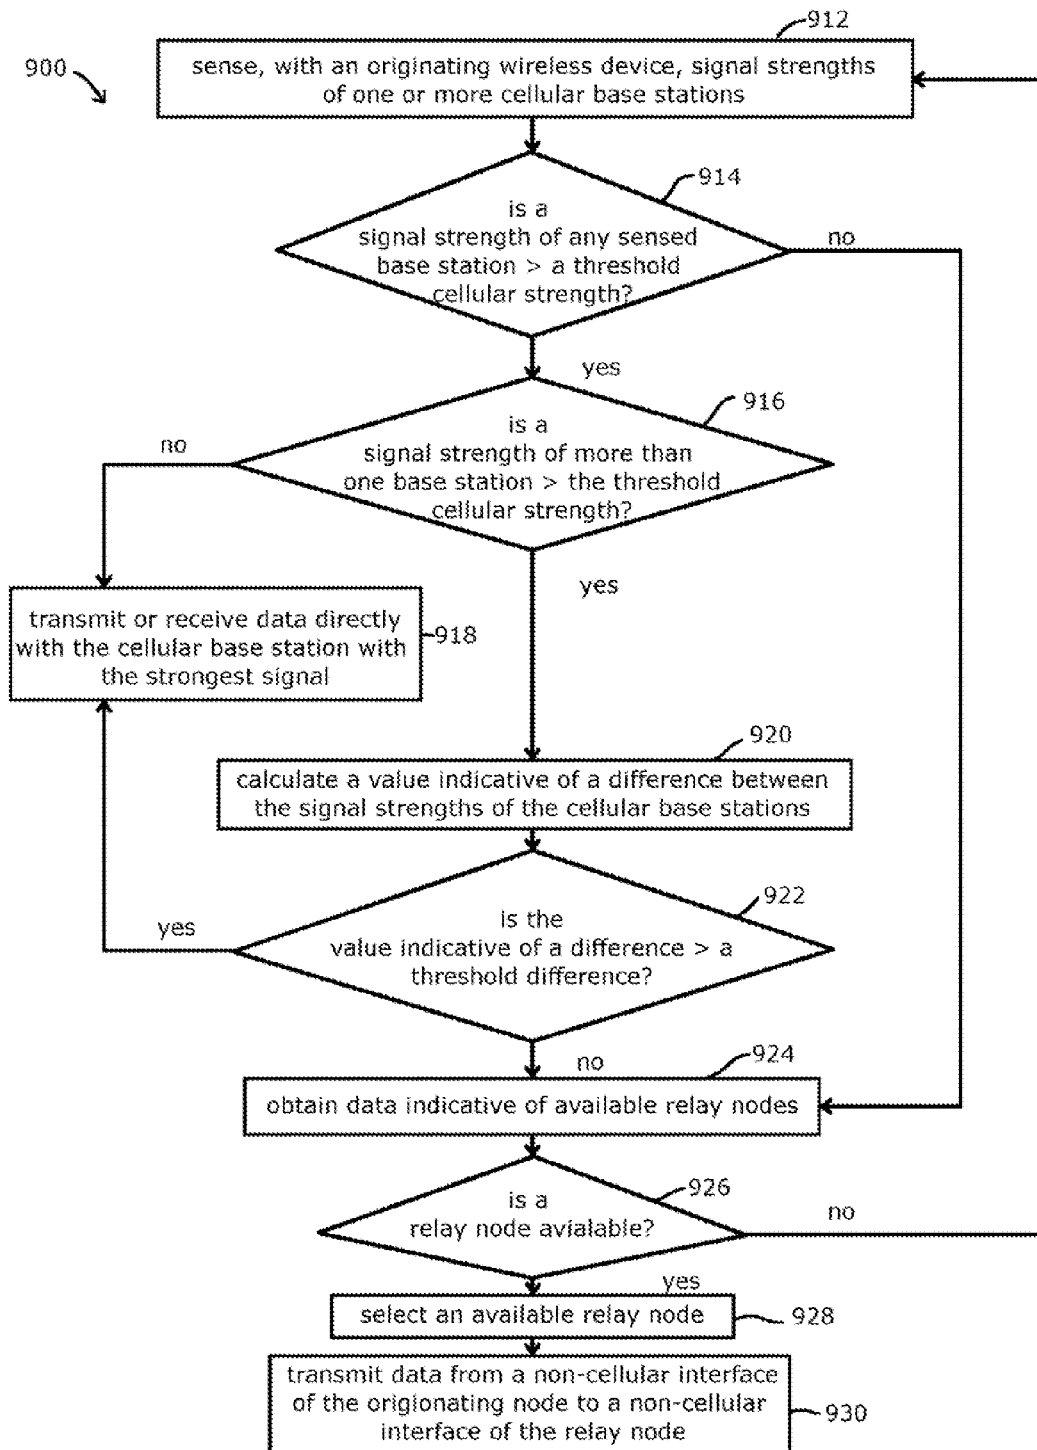 912
900
sense, with an originating wireless device, signal strengths
of one or more cellular base stations
914
is a
signal strength of any sensed
base station > a threshold
cellular strength?
no
yes
916
is a
signal strength of more than
one base station > the threshold
cellular strength?
no
yes
transmit or receive data directly
with the cellular base station with
the strongest signal
918
920
calculate a value indicative of a difference between
the signal strengths of the cellular base stations
922
is the
value indicative of a difference > a
threshold difference?
yes
no
924
obtain data indicative of available relay nodes
926
is a
relay node avialable?
no
yes
select an available relay node
928
transmit data from a non-cellular interface
of the origionating node to a non-cellular
interface of the relay node
930